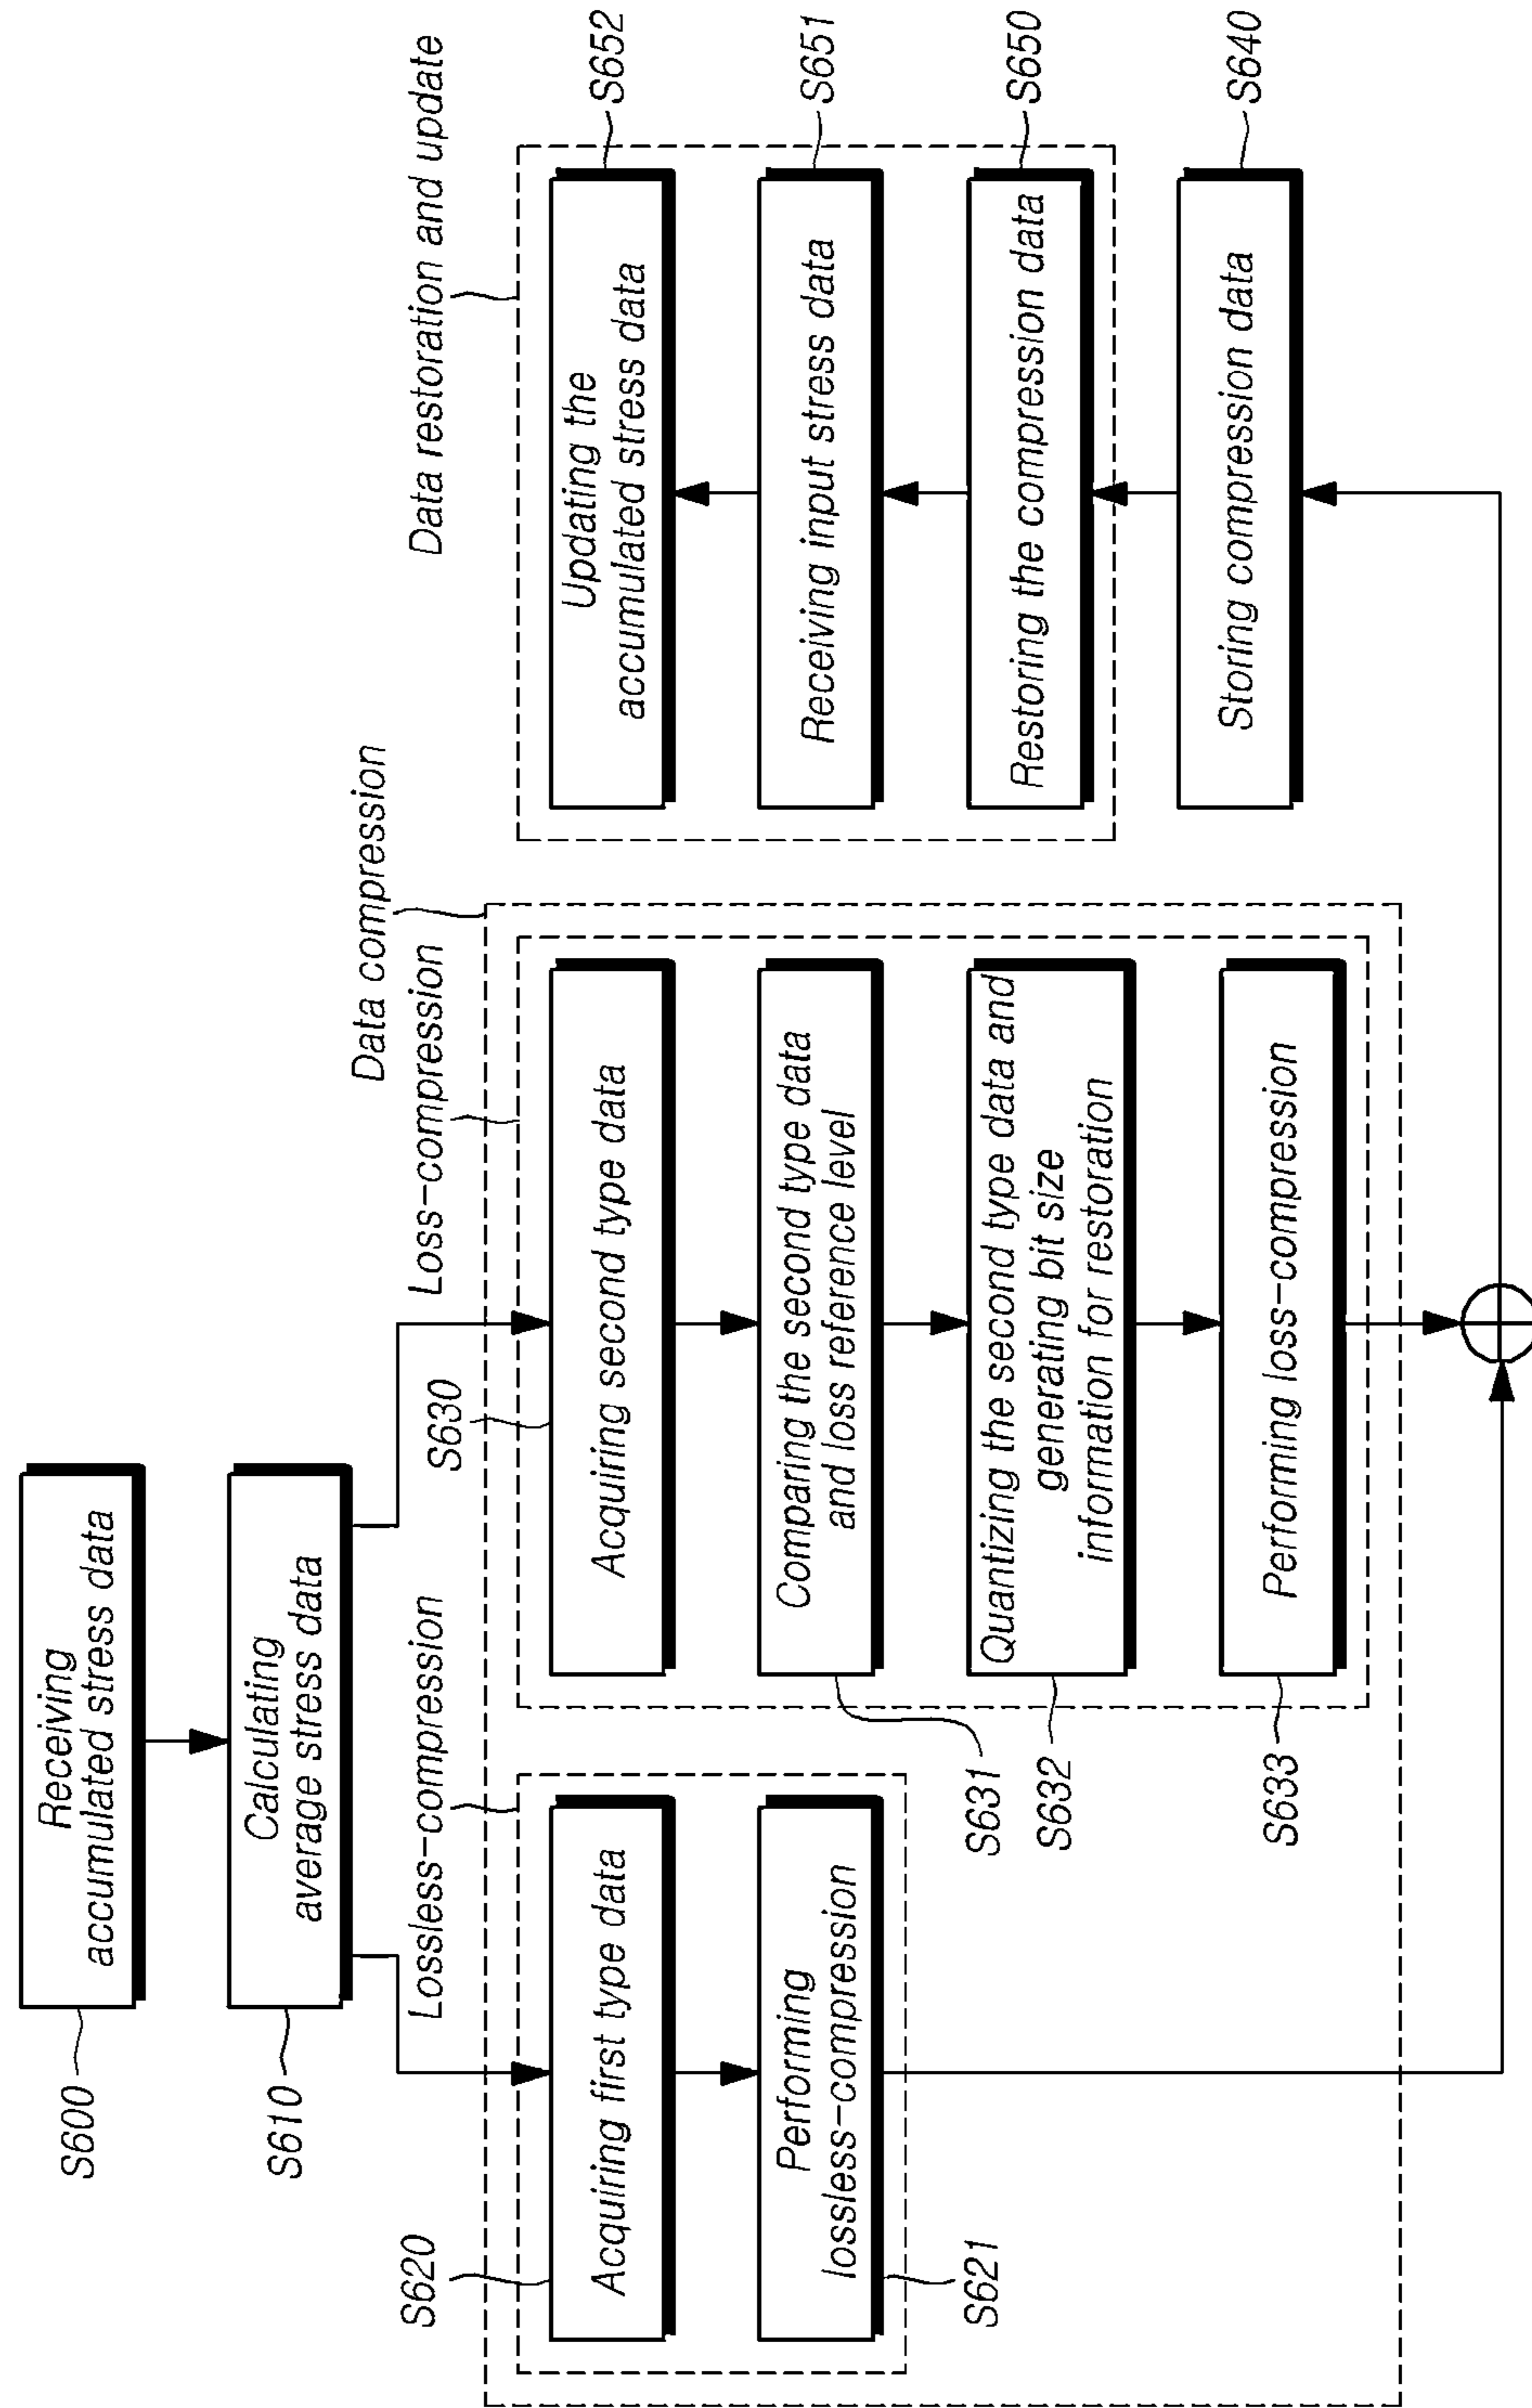 Receiving
accumulated stress data
S600
Calculating
average stress data
S610
Data compression
Lossless-compression
S620
Acquiring first type data
Performing
lossless-compression
S621
Loss-compression
S630
Acquiring second type data
Comparing the second type data
and loss reference level
S631
Quantizing the second type data and
generating bit size
information for restoration
S632
Performing loss-compression
S633
Data restoration and update
Updating the
accumulated stress data
S652
Receiving input stress data
S651
Restoring the compression data
S650
Storing compression data
S640